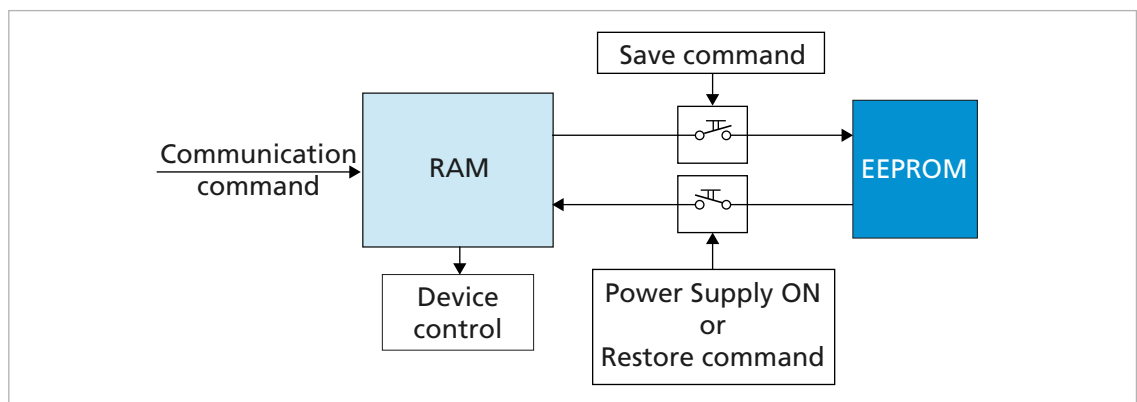 Save command
Communication
command
RAM
EEPROM
Device
control
Power Supply ON
or
Restore command